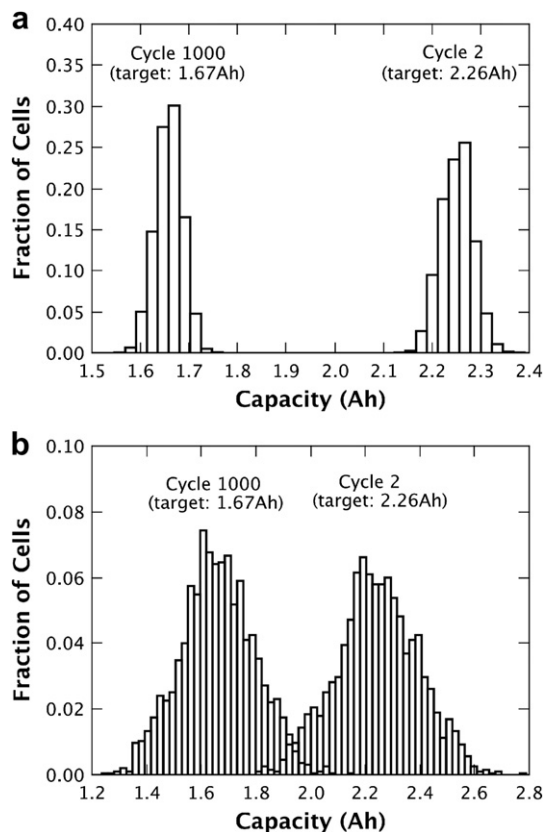 a
0.40
0.35
0.30
0.25
0.20
0.15
0.10
0.05
0.00
Fraction of Cells
Cycle 1000
(target: 1.67Ah)
Cycle 2
(target: 2.26Ah)
1.5 1.6 1.7 1.8 1.9 2.0 2.1 2.2 2.3 2.4
Capacity (Ah)
b
0.10
0.08
0.06
0.04
0.02
0.00
Fraction of Cells
Cycle 1000
(target: 1.67Ah)
Cycle 2
(target: 2.26Ah)
1.2 1.4 1.6 1.8 2.0 2.2 2.4 2.6 2.8
Capacity (Ah)